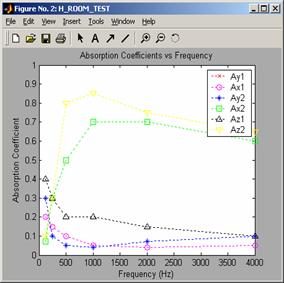 Figure No. 2: H_ROOM_TEST
File Edit View Insert Tools Window Help
Absorption Coefficients vs Frequency
Absorption Coefficient
1
0.9
0.8
0.7
0.6
0.5
0.4
0.3
0.2
0.1
0
Ay1
Ax1
Ay2
Ax2
Az1
Az2
0 500 1000 1500 2000 2500 3000 3500 4000
Frequency (Hz)